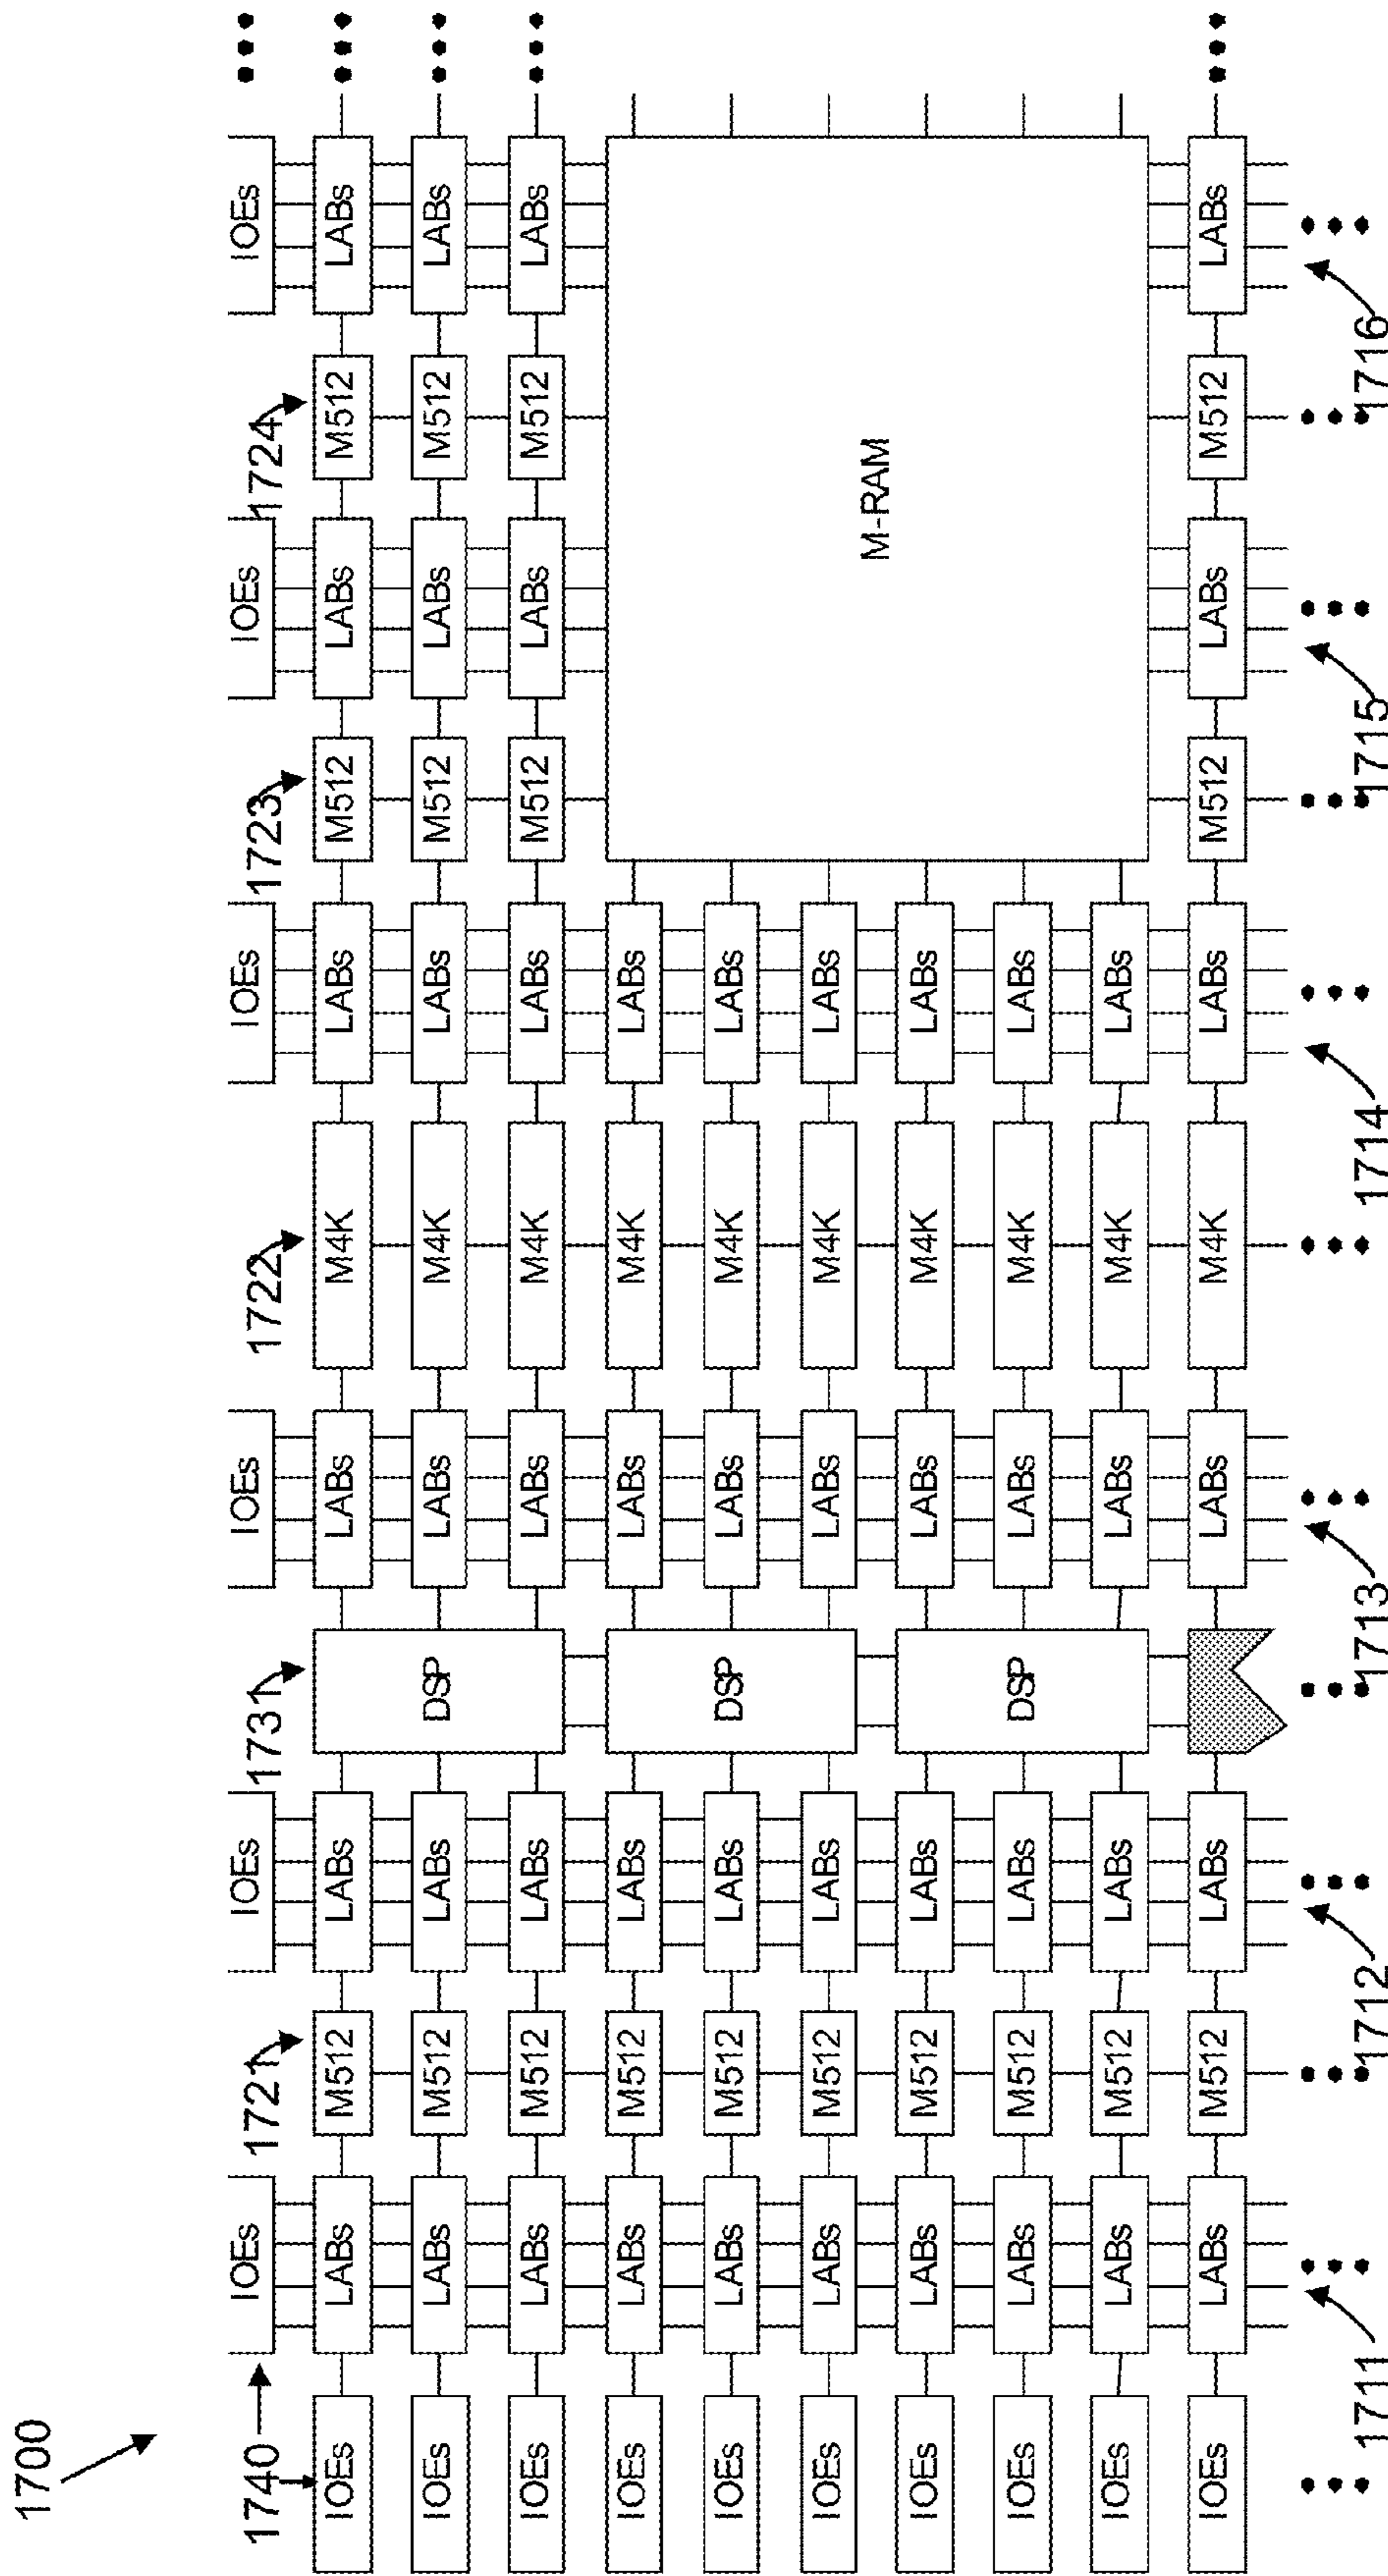 1700
1740 1721 1731 1722 1723 1724
IOEs IOEs IOEs IOEs IOEs IOEs
IOEs LABs M512 LABs LABs M4K LABs M512 LABs M512 LABs
IOEs LABs M512 LABs DSP LABs M4K LABs M512 LABs M512 LABs
IOEs LABs M512 LABs LABs M4K LABs M512 LABs M512 LABs
IOEs LABs M512 LABs LABs M4K LABs
IOEs LABs M512 LABs DSP LABs M4K LABs
IOEs LABs M512 LABs LABs M4K LABs
M-RAM
IOEs LABs M512 LABs LABs M4K LABs
IOEs LABs M512 LABs DSP LABs M4K LABs
IOEs LABs M512 LABs LABs M4K LABs
IOEs LABs M512 LABs LABs M4K LABs M512 LABs M512 LABs
1711 1712 1713 1714 1715 1716